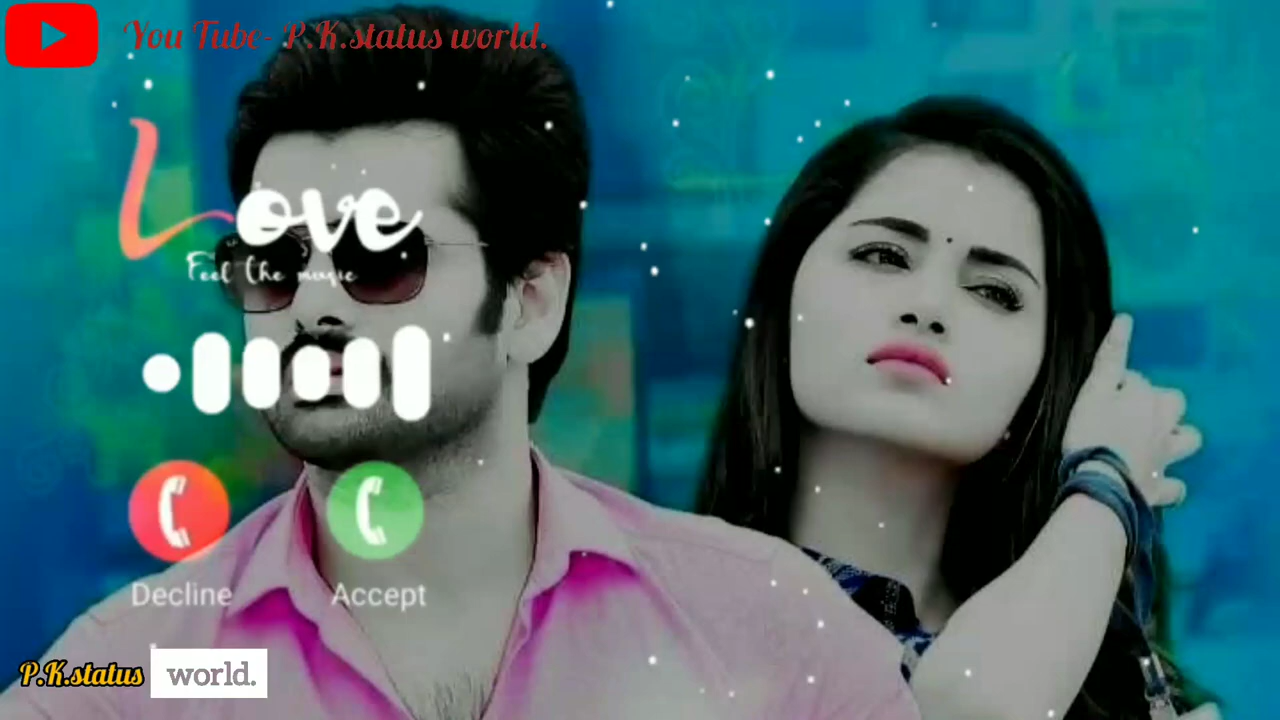 You Tube- P.K.status world.
Love
Feel the music
Decline
Accept
P.K.status world.